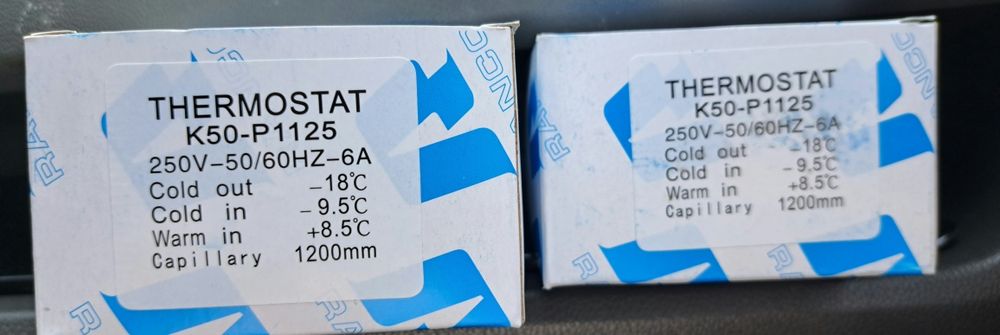 THERMOSTAT
K50-P1125
250V-50/60HZ-6A
Cold out -18℃
Cold in -9.5℃
Warm in +8.5℃
Capillary 1200mm
THERMOSTAT
K50-P1125
250V-50/60HZ-6A
Cold out -18℃
Cold in -9.5℃
Warm in +8.5℃
Capillary 1200mm